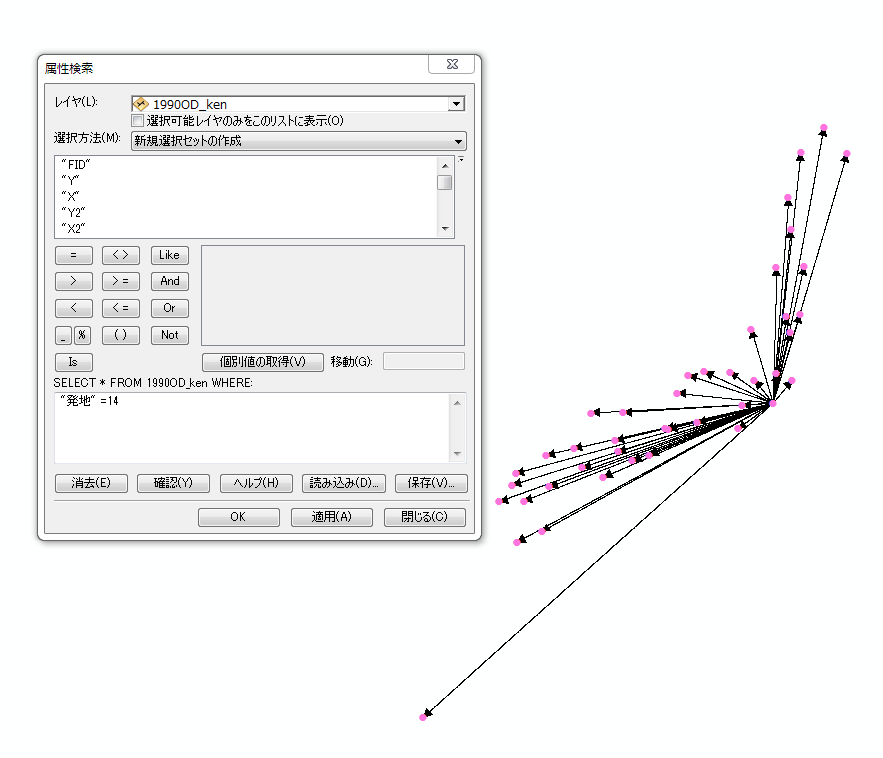 属性検索
レイヤ(L): 1990OD_ken
選択可能レイヤのみをこのリストに表示(O)
選択方法(M): 新規選択セットの作成
"FID"
"Y"
"X"
"Y2"
"X2"
= <> Like
> >= And
< <= Or
_ % () Not
Is 個別値の取得(V) 移動(G):
SELECT * FROM 1990OD_ken WHERE:
"発地" =14
消去(E) 確認(Y) ヘルプ(H) 読み込み(D)... 保存(V)...
OK 適用(A) 閉じる(C)